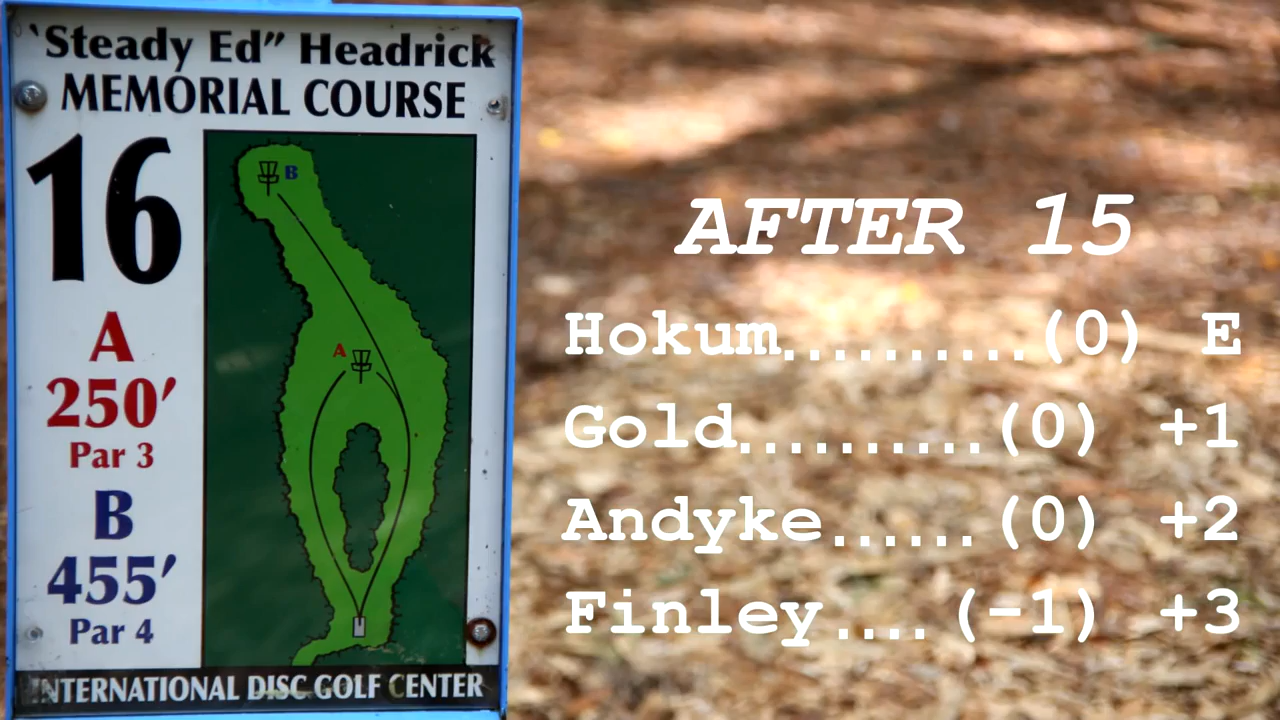 ‘Steady Ed” Headrick
MEMORIAL COURSE
16
A
250′
Par 3
B
455′
Par 4
B
A
INTERNATIONAL DISC GOLF CENTER
AFTER 15
Hokum..........(0) E
Gold..........(0) +1
Andyke......(0) +2
Finley....(-1) +3